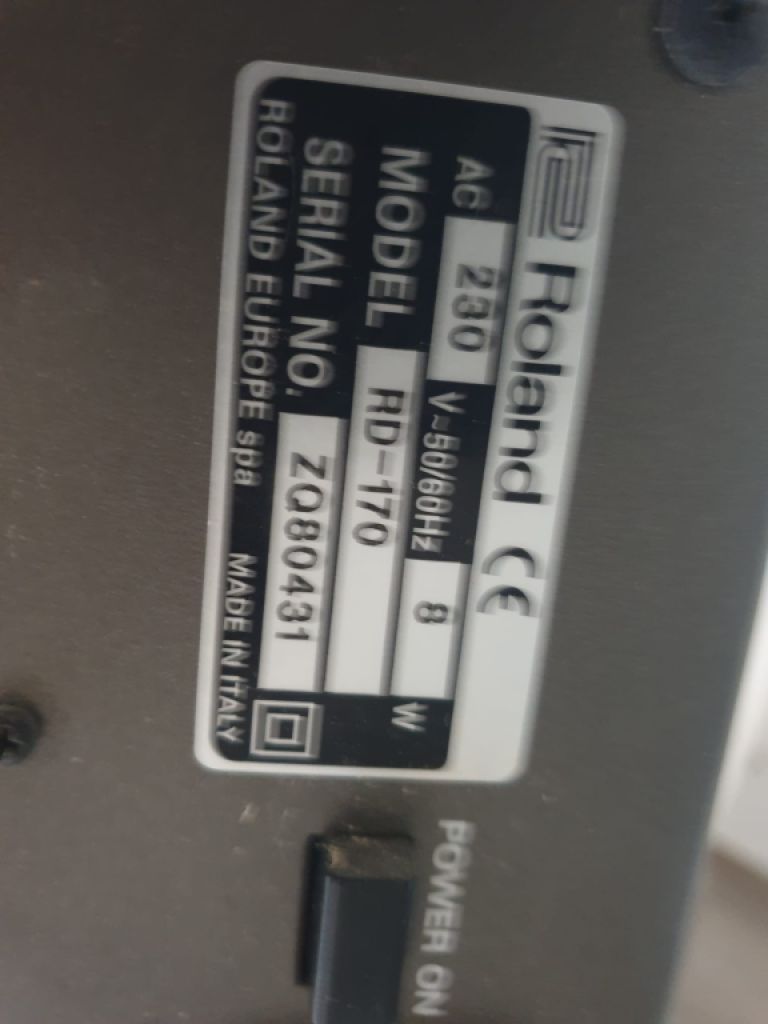 Roland CE
AC 230 V~50/60Hz 8 W
MODEL RD-170
SERIAL NO. ZQ80431
ROLAND EUROPE spa MADE IN ITALY
POWER ON